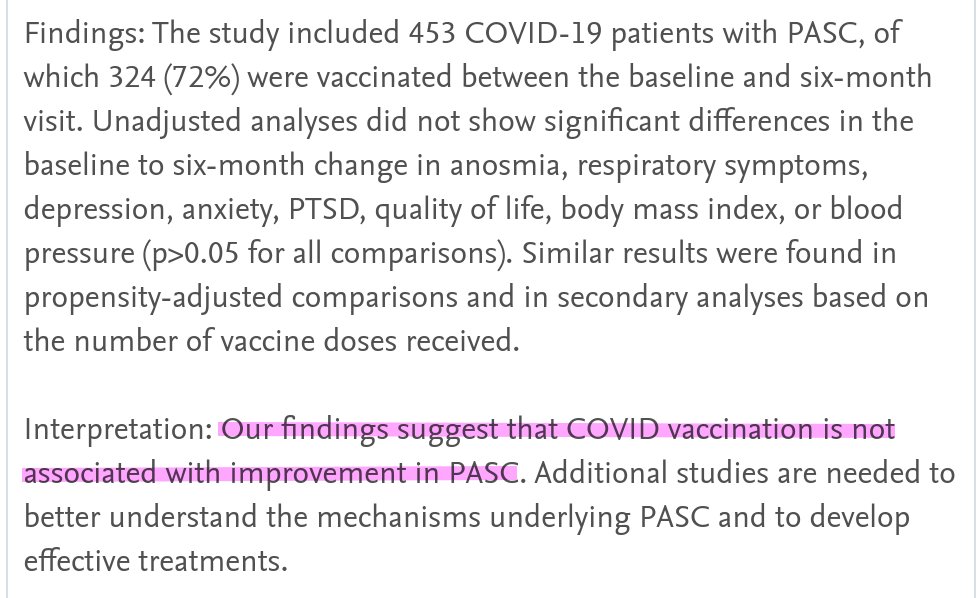 Findings: The study included 453 COVID-19 patients with PASC, of
which 324 (72%) were vaccinated between the baseline and six-month
visit. Unadjusted analyses did not show significant differences in the
baseline to six-month change in anosmia, respiratory symptoms,
depression, anxiety, PTSD, quality of life, body mass index, or blood
pressure (p>0.05 for all comparisons). Similar results were found in
propensity-adjusted comparisons and in secondary analyses based on
the number of vaccine doses received.
Interpretation: Our findings suggest that COVID vaccination is not
associated with improvement in PASC. Additional studies are needed to
better understand the mechanisms underlying PASC and to develop
effective treatments.